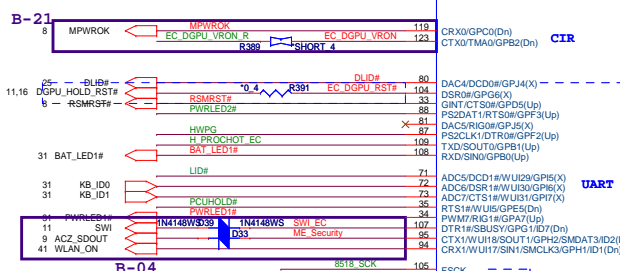 B-21
8 MPWROK MPWROK 119 CRX0/GPC0(Dn)
EC_DGPU_VRON_R EC_DGPU_VRON 123 CTX0/TMA0/GPB2(Dn) CIR
R389 *SHORT_4
25 DLID# DLID# 80 DAC4/DCD0#/GPJ4(X)
11,16 DGPU_HOLD_RST# *0_4 R391 EC_DGPU_RST# 104 DSR0#/GPG6(X)
8 RSMRST# RSMRST# 33 GINT/CTS0#/GPD5(Up)
PWRLED2# 88 PS2DAT1/RTS0#/GPF3(Up)
81 DAC5/RIG0#/GPJ5(X)
HWPG 87 PS2CLK1/DTR0#/GPF2(Up)
H_PROCHOT_EC 109 TXD/SOUT0/GPB1(Up)
31 BAT_LED1# BAT_LED1# 108 RXD/SIN0/GPB0(Up)
LID# 71 ADC5/DCD1#/WUI29/GPI5(X)
31 KB_ID0 72 ADC6/DSR1#/WUI30/GPI6(X) UART
31 KB_ID1 73 ADC7/CTS1#/WUI31/GPI7(X)
PCUHOLD# 35 RTS1#/WUI5/GPE5(Dn)
31 PWRLED1# PWRLED1# 34 PWM7/RIG1#/GPA7(Up)
11 SWI 1N4148WS D39 1N4148WS SWI_EC 107 DTR1#/SBUSY/GPG1/ID7(Dn)
9 ACZ_SDOUT D33 ME_Security 95 CTX1/WUI18/SOUT1/GPH2/SMDAT3/ID2(D
41 WLAN_ON 94 CRX1/WUI17/SIN1/SMCLK3/GPH1/ID1(Dn)
B-04
8518_SCK 105 FSCK